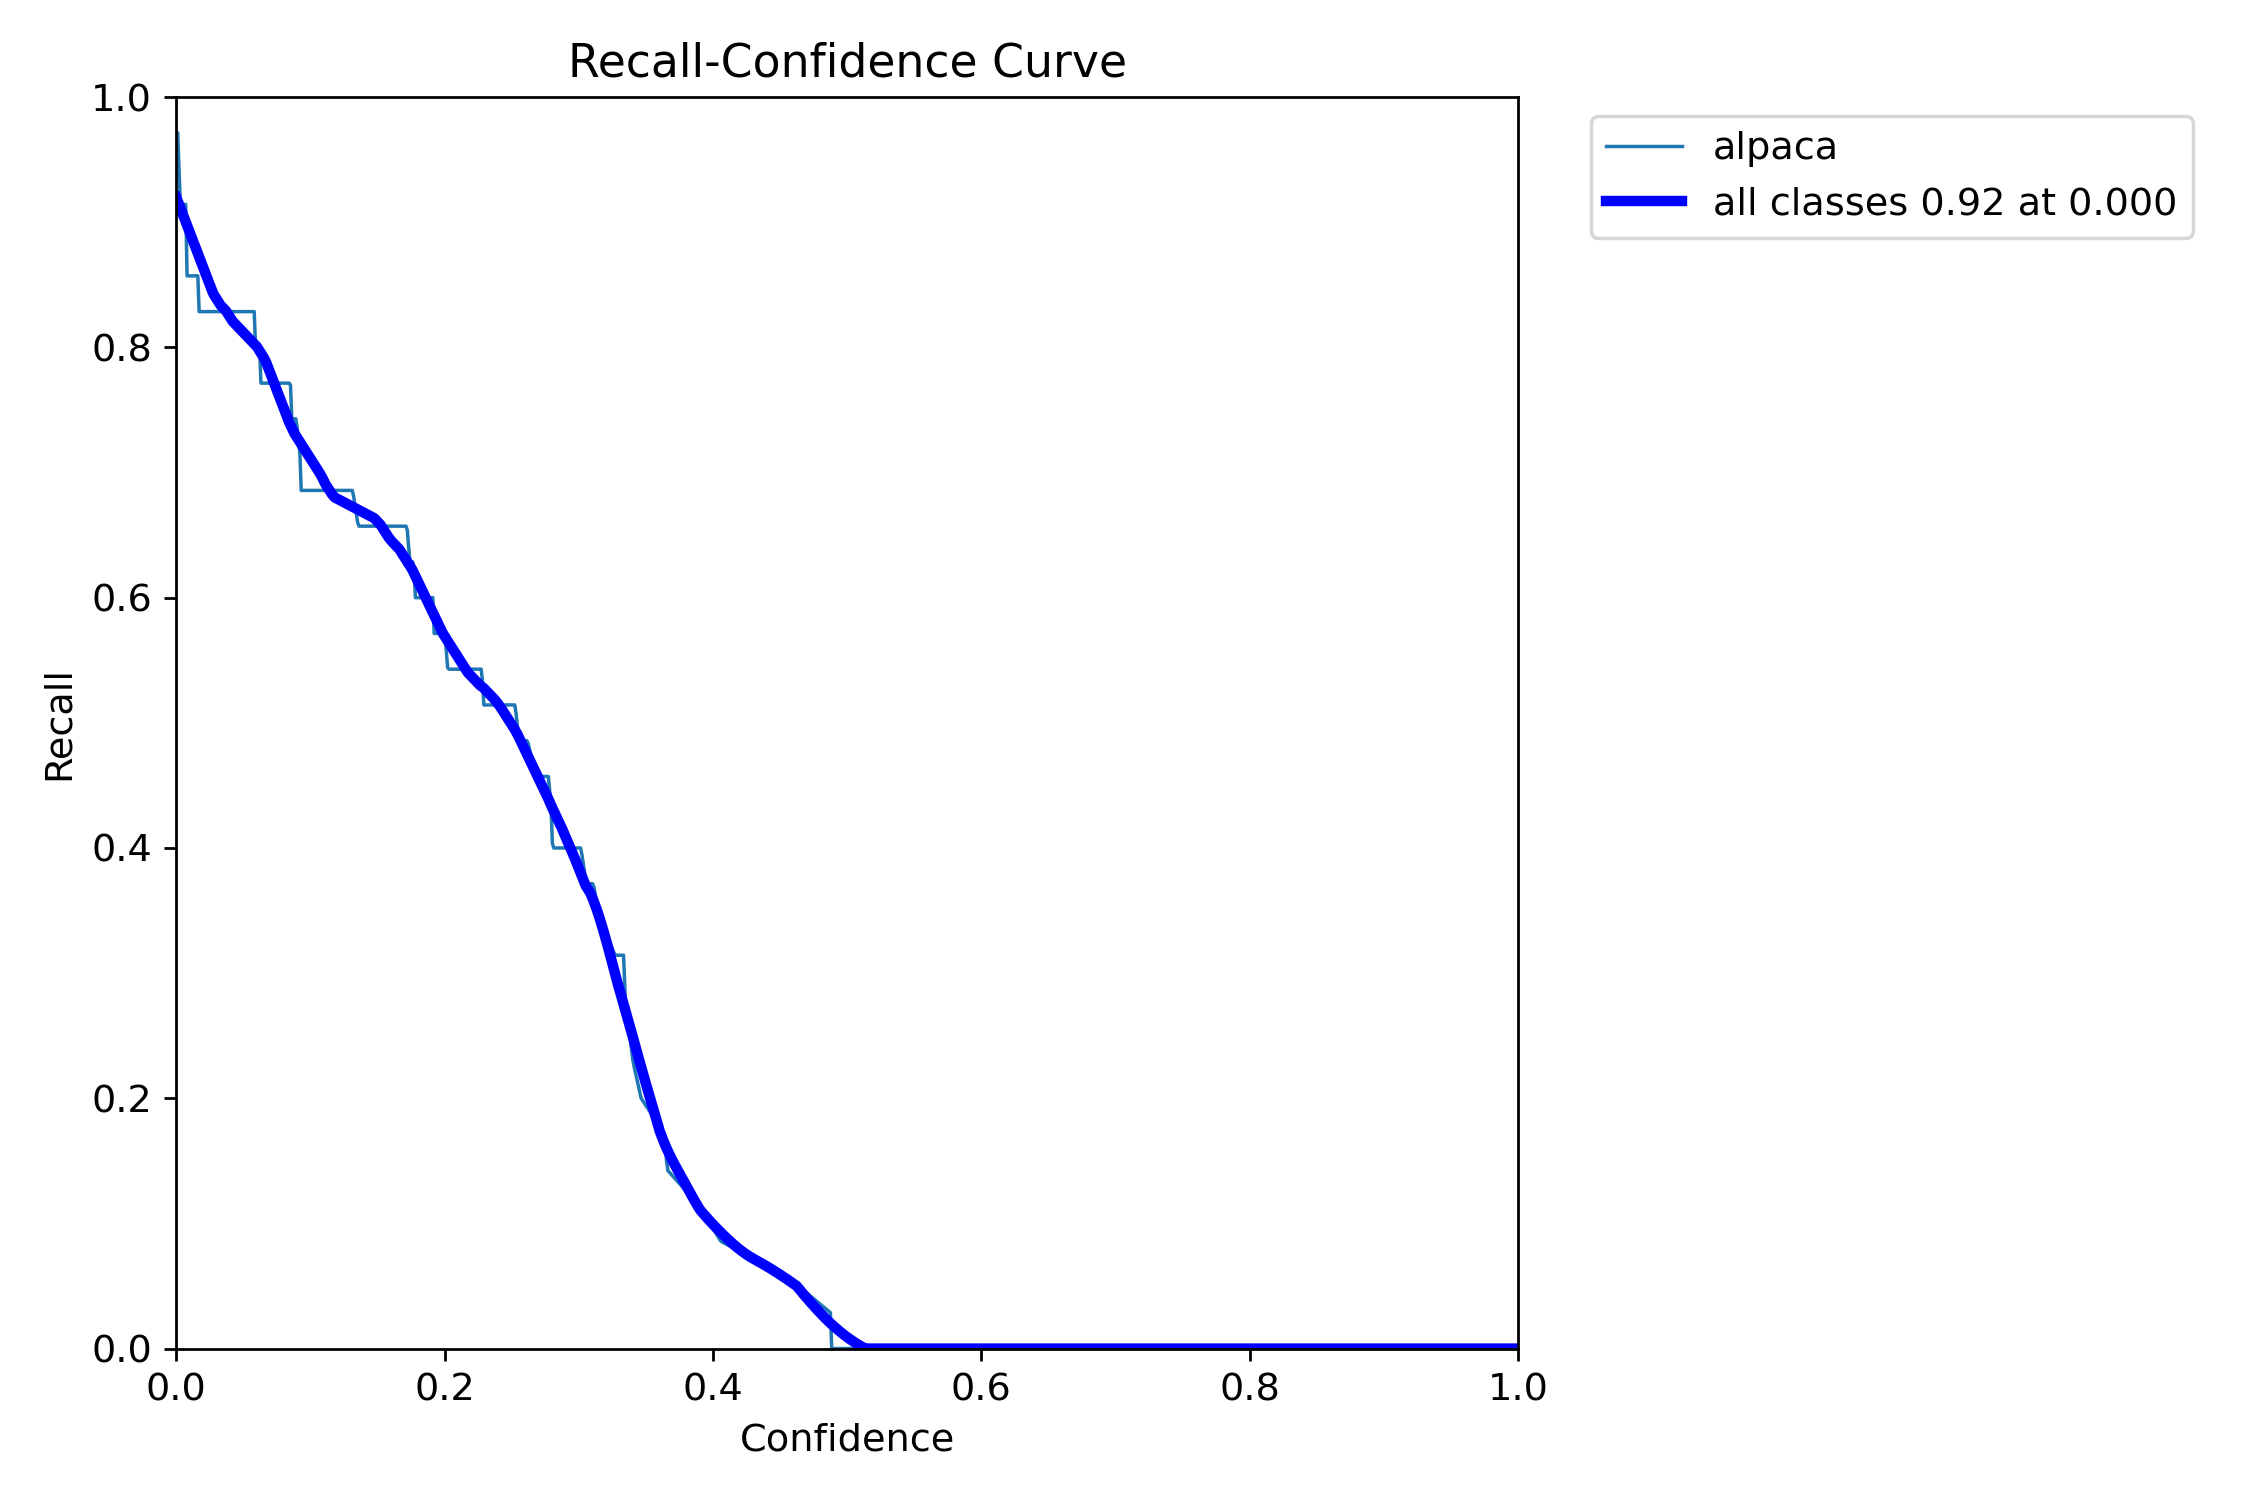 Recall-Confidence Curve
1.0
0.8
0.6
0.4
0.2
0.0
Recall
0.0 0.2 0.4 0.6 0.8 1.0
Confidence
alpaca
all classes 0.92 at 0.000